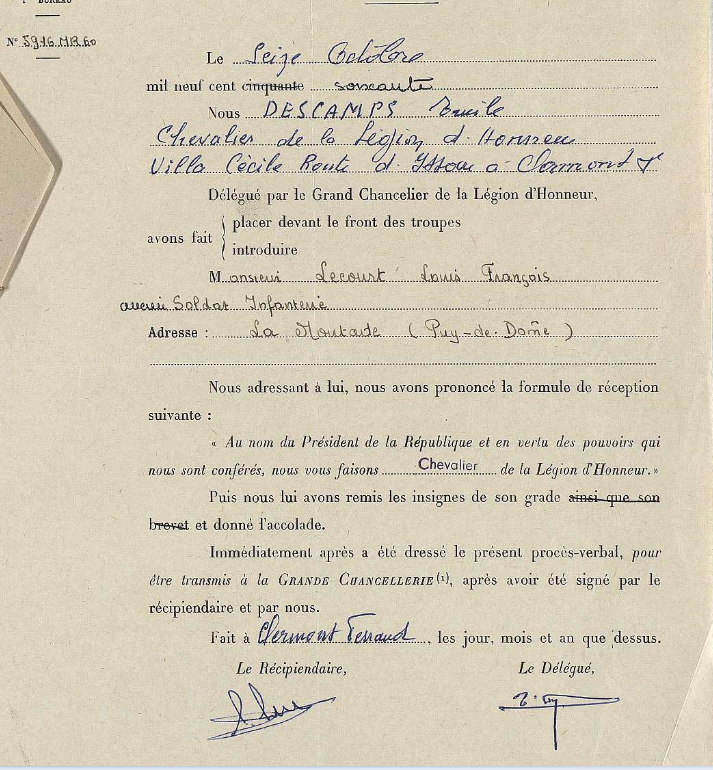 1° BUREAU
N° 5916.MR.60
Le Seize Octobre
mil neuf cent cinquante soixante
Nous DESCAMPS Emile
Chevalier de la Légion d'Honneur
Villa Cécile Route d'Issoire à Clermont Fd
Délégué par le Grand Chancelier de la Légion d'Honneur,
avons fait { placer devant le front des troupes
introduire
Monsieur Lecourt Louis François
ancien Soldat Infanterie
Adresse : La Moutade (Puy-de-Dôme)
Nous adressant à lui, nous avons prononcé la formule de réception
suivante :
« Au nom du Président de la République et en vertu des pouvoirs qui
nous sont conférés, nous vous faisons Chevalier de la Légion d'Honneur. »
Puis nous lui avons remis les insignes de son grade ainsi que son
brevet et donné l'accolade.
Immédiatement après a été dressé le présent procès-verbal, pour
être transmis à la GRANDE CHANCELLERIE (1), après avoir été signé par le
récipiendaire et par nous.
Fait à Clermont Ferrand, les jour, mois et an que dessus.
Le Récipiendaire, Le Délégué,